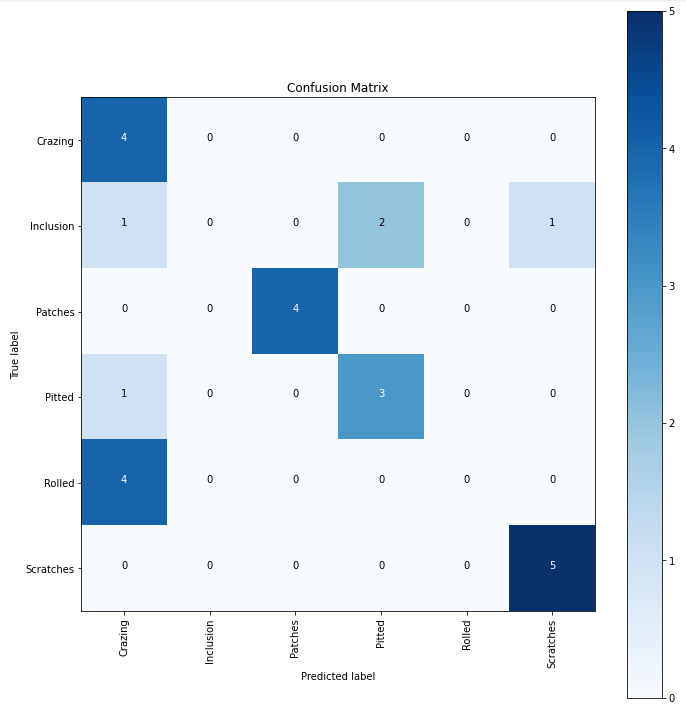 Confusion Matrix
5
4
3
2
1
0
True label
Crazing 4 0 0 0 0 0
Inclusion 1 0 0 2 0 1
Patches 0 0 4 0 0 0
Pitted 1 0 0 3 0 0
Rolled 4 0 0 0 0 0
Scratches 0 0 0 0 0 5
Crazing Inclusion Patches Pitted Rolled Scratches
Predicted label